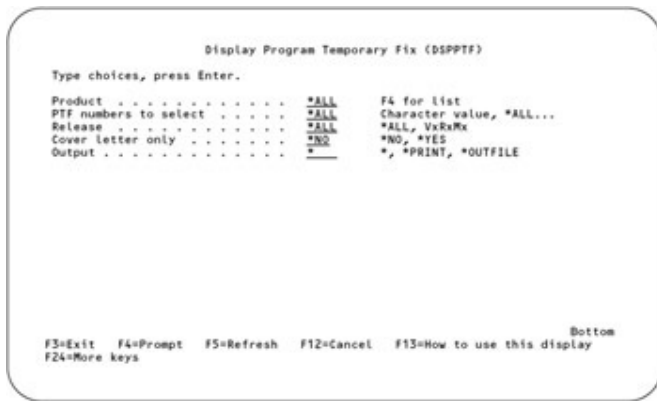 Display Program Temporary Fix (DSPPTF)
Type choices, press Enter.
Product . . . . . . . . . . . . *ALL F4 for list
PTF numbers to select . . . . . *ALL Character value, *ALL...
Release . . . . . . . . . . . . *ALL *ALL, VxRxMx
Cover letter only . . . . . . . *NO *NO, *YES
Output . . . . . . . . . . . . . * *, *PRINT, *OUTFILE
Bottom
F3=Exit F4=Prompt F5=Refresh F12=Cancel F13=How to use this display
F24=More keys